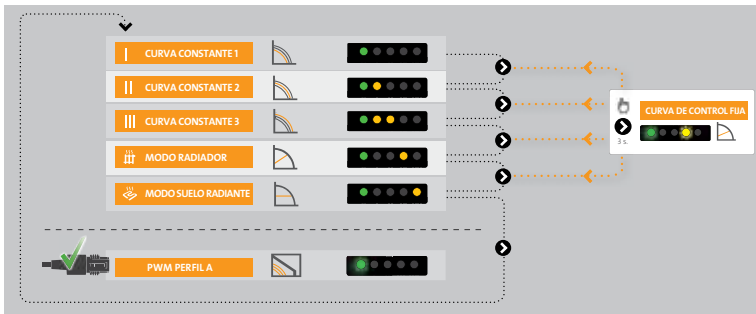 CURVA CONSTANTE 1
CURVA CONSTANTE 2
CURVA CONSTANTE 3
MODO RADIADOR
MODO SUELO RADIANTE
PWM PERFIL A
CURVA DE CONTROL FIJA
3 s.